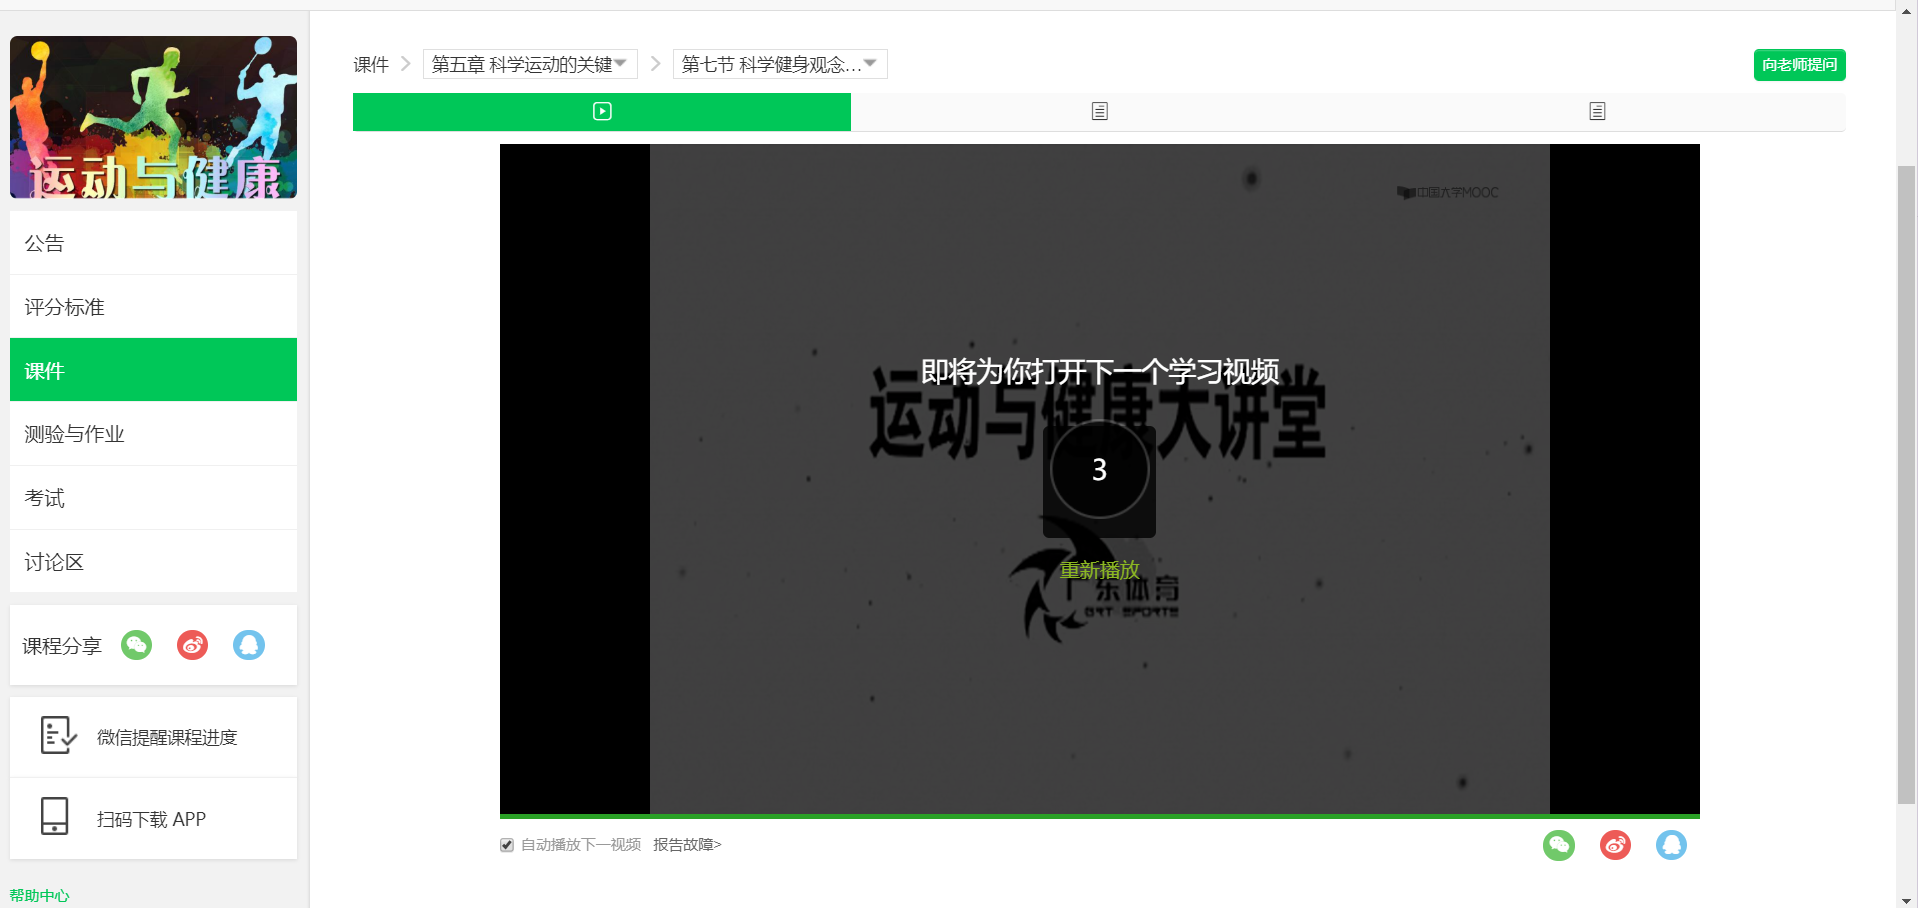 运动与健康
公告
评分标准
课件
测验与作业
考试
讨论区
课程分享
微信提醒课程进度
扫码下载 APP
帮助中心
课件
第五章 科学运动的关键
第七节 科学健身观念...
向老师提问
中国大学MOOC
即将为你打开下一个学习视频
运动与健康大讲堂
3
重新播放
广东体育
GRT-SPORTS
自动播放下一视频 报告故障>